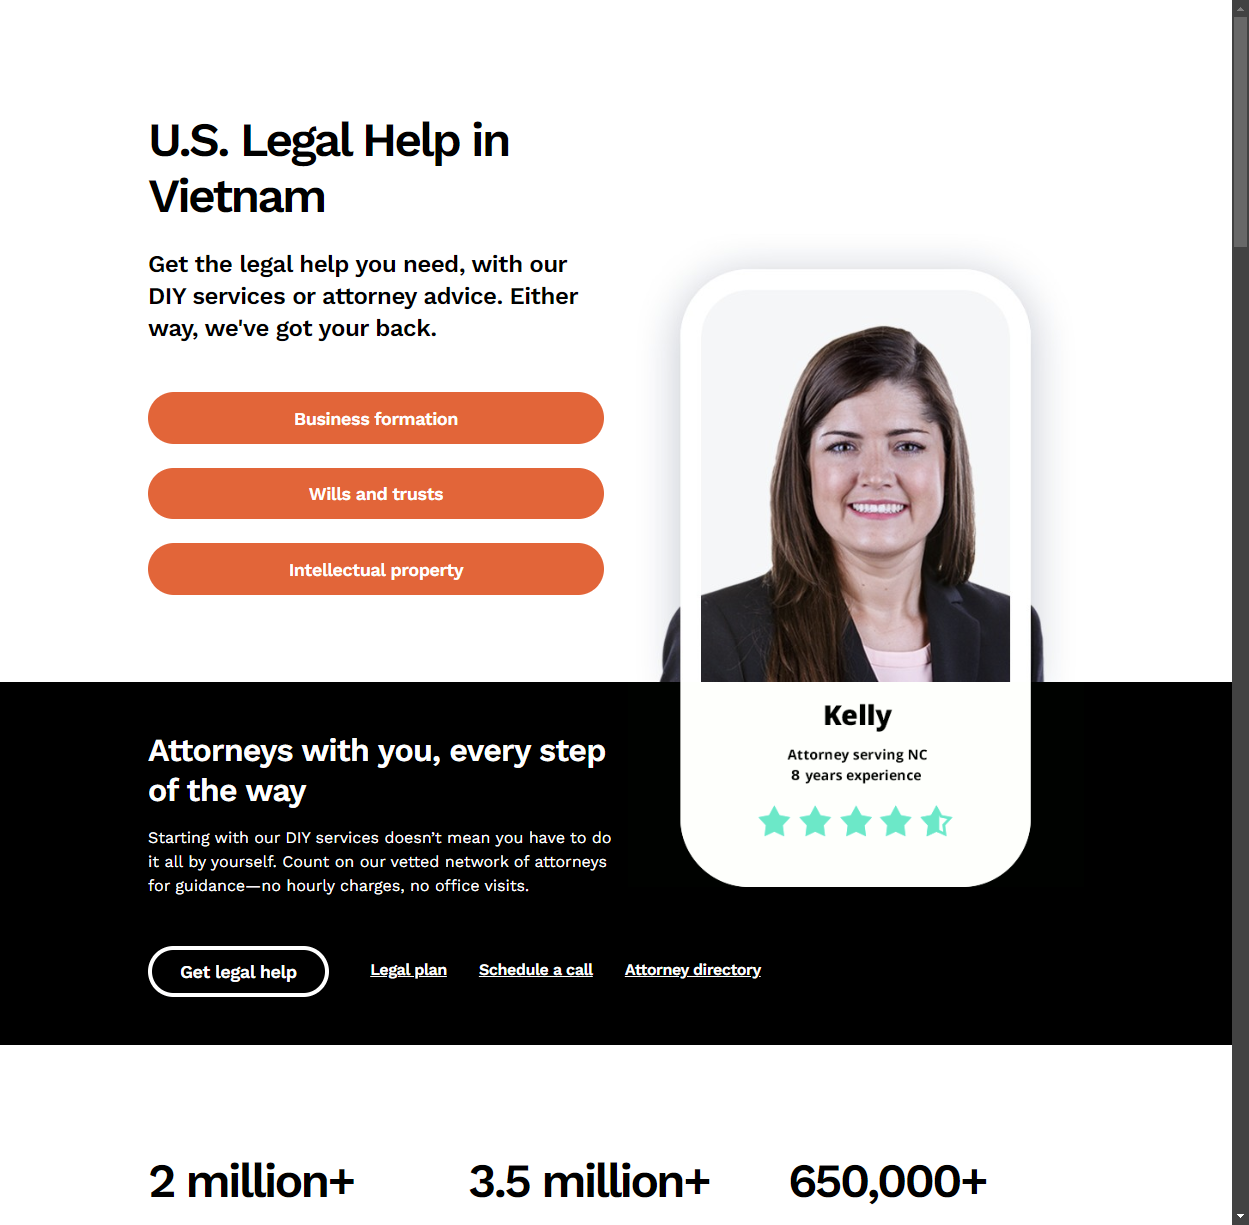 U.S. Legal Help in
Vietnam
Get the legal help you need, with our
DIY services or attorney advice. Either
way, we've got your back.
Business formation
Wills and trusts
Intellectual property
Kelly
Attorney serving NC
8 years experience
Attorneys with you, every step
of the way
Starting with our DIY services doesn’t mean you have to do
it all by yourself. Count on our vetted network of attorneys
for guidance—no hourly charges, no office visits.
Get legal help
Legal plan
Schedule a call
Attorney directory
2 million+
3.5 million+
650,000+